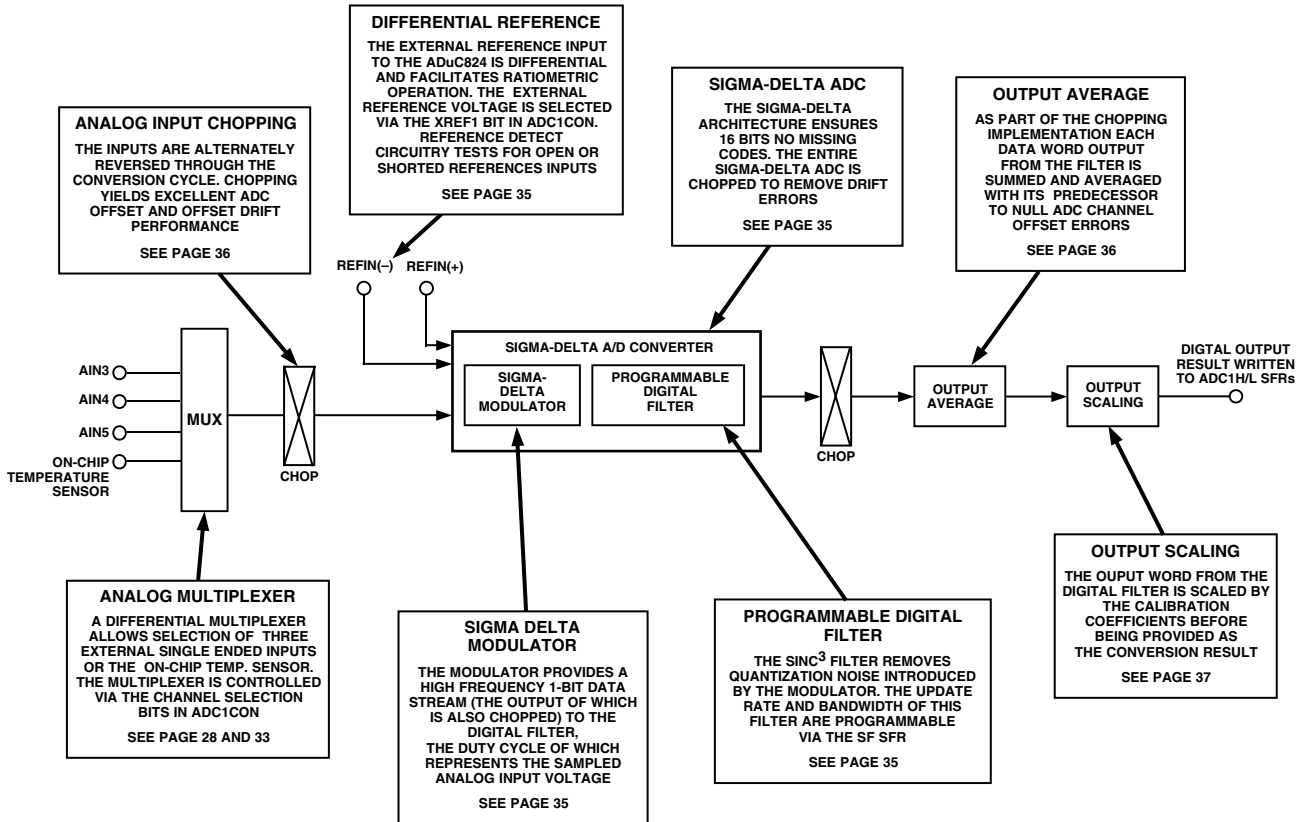 DIFFERENTIAL REFERENCE
THE EXTERNAL REFERENCE INPUT
TO THE ADuC824 IS DIFFERENTIAL
AND FACILITATES RATIOMETRIC
OPERATION. THE EXTERNAL
REFERENCE VOLTAGE IS SELECTED
VIA THE XREF1 BIT IN ADC1CON.
REFERENCE DETECT
CIRCUITRY TESTS FOR OPEN OR
SHORTED REFERENCES INPUTS
SEE PAGE 35
SIGMA-DELTA ADC
THE SIGMA-DELTA
ARCHITECTURE ENSURES
16 BITS NO MISSING
CODES. THE ENTIRE
SIGMA-DELTA ADC IS
CHOPPED TO REMOVE DRIFT
ERRORS
SEE PAGE 35
OUTPUT AVERAGE
AS PART OF THE CHOPPING
IMPLEMENTATION EACH
DATA WORD OUTPUT
FROM THE FILTER IS
SUMMED AND AVERAGED
WITH ITS PREDECESSOR
TO NULL ADC CHANNEL
OFFSET ERRORS
SEE PAGE 36
ANALOG INPUT CHOPPING
THE INPUTS ARE ALTERNATELY
REVERSED THROUGH THE
CONVERSION CYCLE. CHOPPING
YIELDS EXCELLENT ADC
OFFSET AND OFFSET DRIFT
PERFORMANCE
SEE PAGE 36
REFIN(–) REFIN(+)
AIN3
AIN4
AIN5
ON-CHIP
TEMPERATURE
SENSOR
MUX
CHOP
SIGMA-DELTA A/D CONVERTER
SIGMA-
DELTA
MODULATOR
PROGRAMMABLE
DIGITAL
FILTER
CHOP
OUTPUT
AVERAGE
OUTPUT
SCALING
DIGTAL OUTPUT
RESULT WRITTEN
TO ADC1H/L SFRs
ANALOG MULTIPLEXER
A DIFFERENTIAL MULTIPLEXER
ALLOWS SELECTION OF THREE
EXTERNAL SINGLE ENDED INPUTS
OR THE ON-CHIP TEMP. SENSOR.
THE MULTIPLEXER IS CONTROLLED
VIA THE CHANNEL SELECTION
BITS IN ADC1CON
SEE PAGE 28 AND 33
SIGMA DELTA
MODULATOR
THE MODULATOR PROVIDES A
HIGH FREQUENCY 1-BIT DATA
STREAM (THE OUTPUT OF WHICH
IS ALSO CHOPPED) TO THE
DIGITAL FILTER,
THE DUTY CYCLE OF WHICH
REPRESENTS THE SAMPLED
ANALOG INPUT VOLTAGE
SEE PAGE 35
PROGRAMMABLE DIGITAL
FILTER
THE SINC³ FILTER REMOVES
QUANTIZATION NOISE INTRODUCED
BY THE MODULATOR. THE UPDATE
RATE AND BANDWIDTH OF THIS
FILTER ARE PROGRAMMABLE
VIA THE SF SFR
SEE PAGE 35
OUTPUT SCALING
THE OUPUT WORD FROM THE
DIGITAL FILTER IS SCALED BY
THE CALIBRATION
COEFFICIENTS BEFORE
BEING PROVIDED AS
THE CONVERSION RESULT
SEE PAGE 37